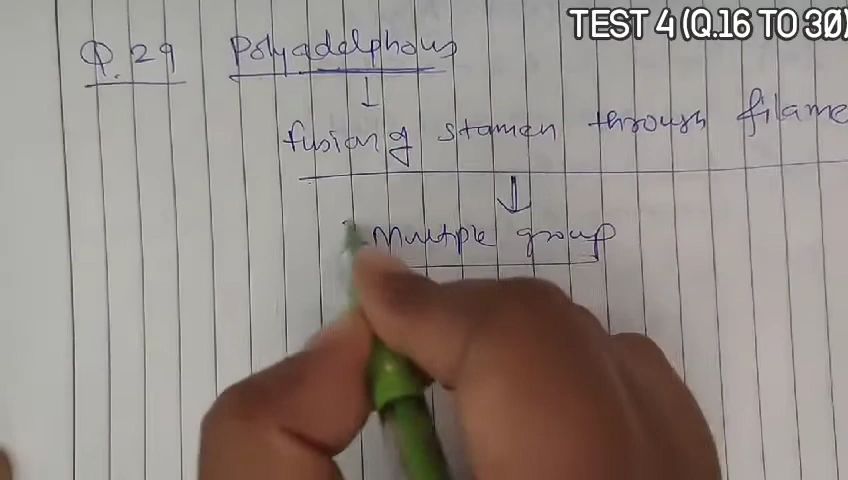 TEST 4 (Q.16 TO 30)
Q. 29 Polyadelphous
↓
fusion of stamen through filame
↓
Multiple group